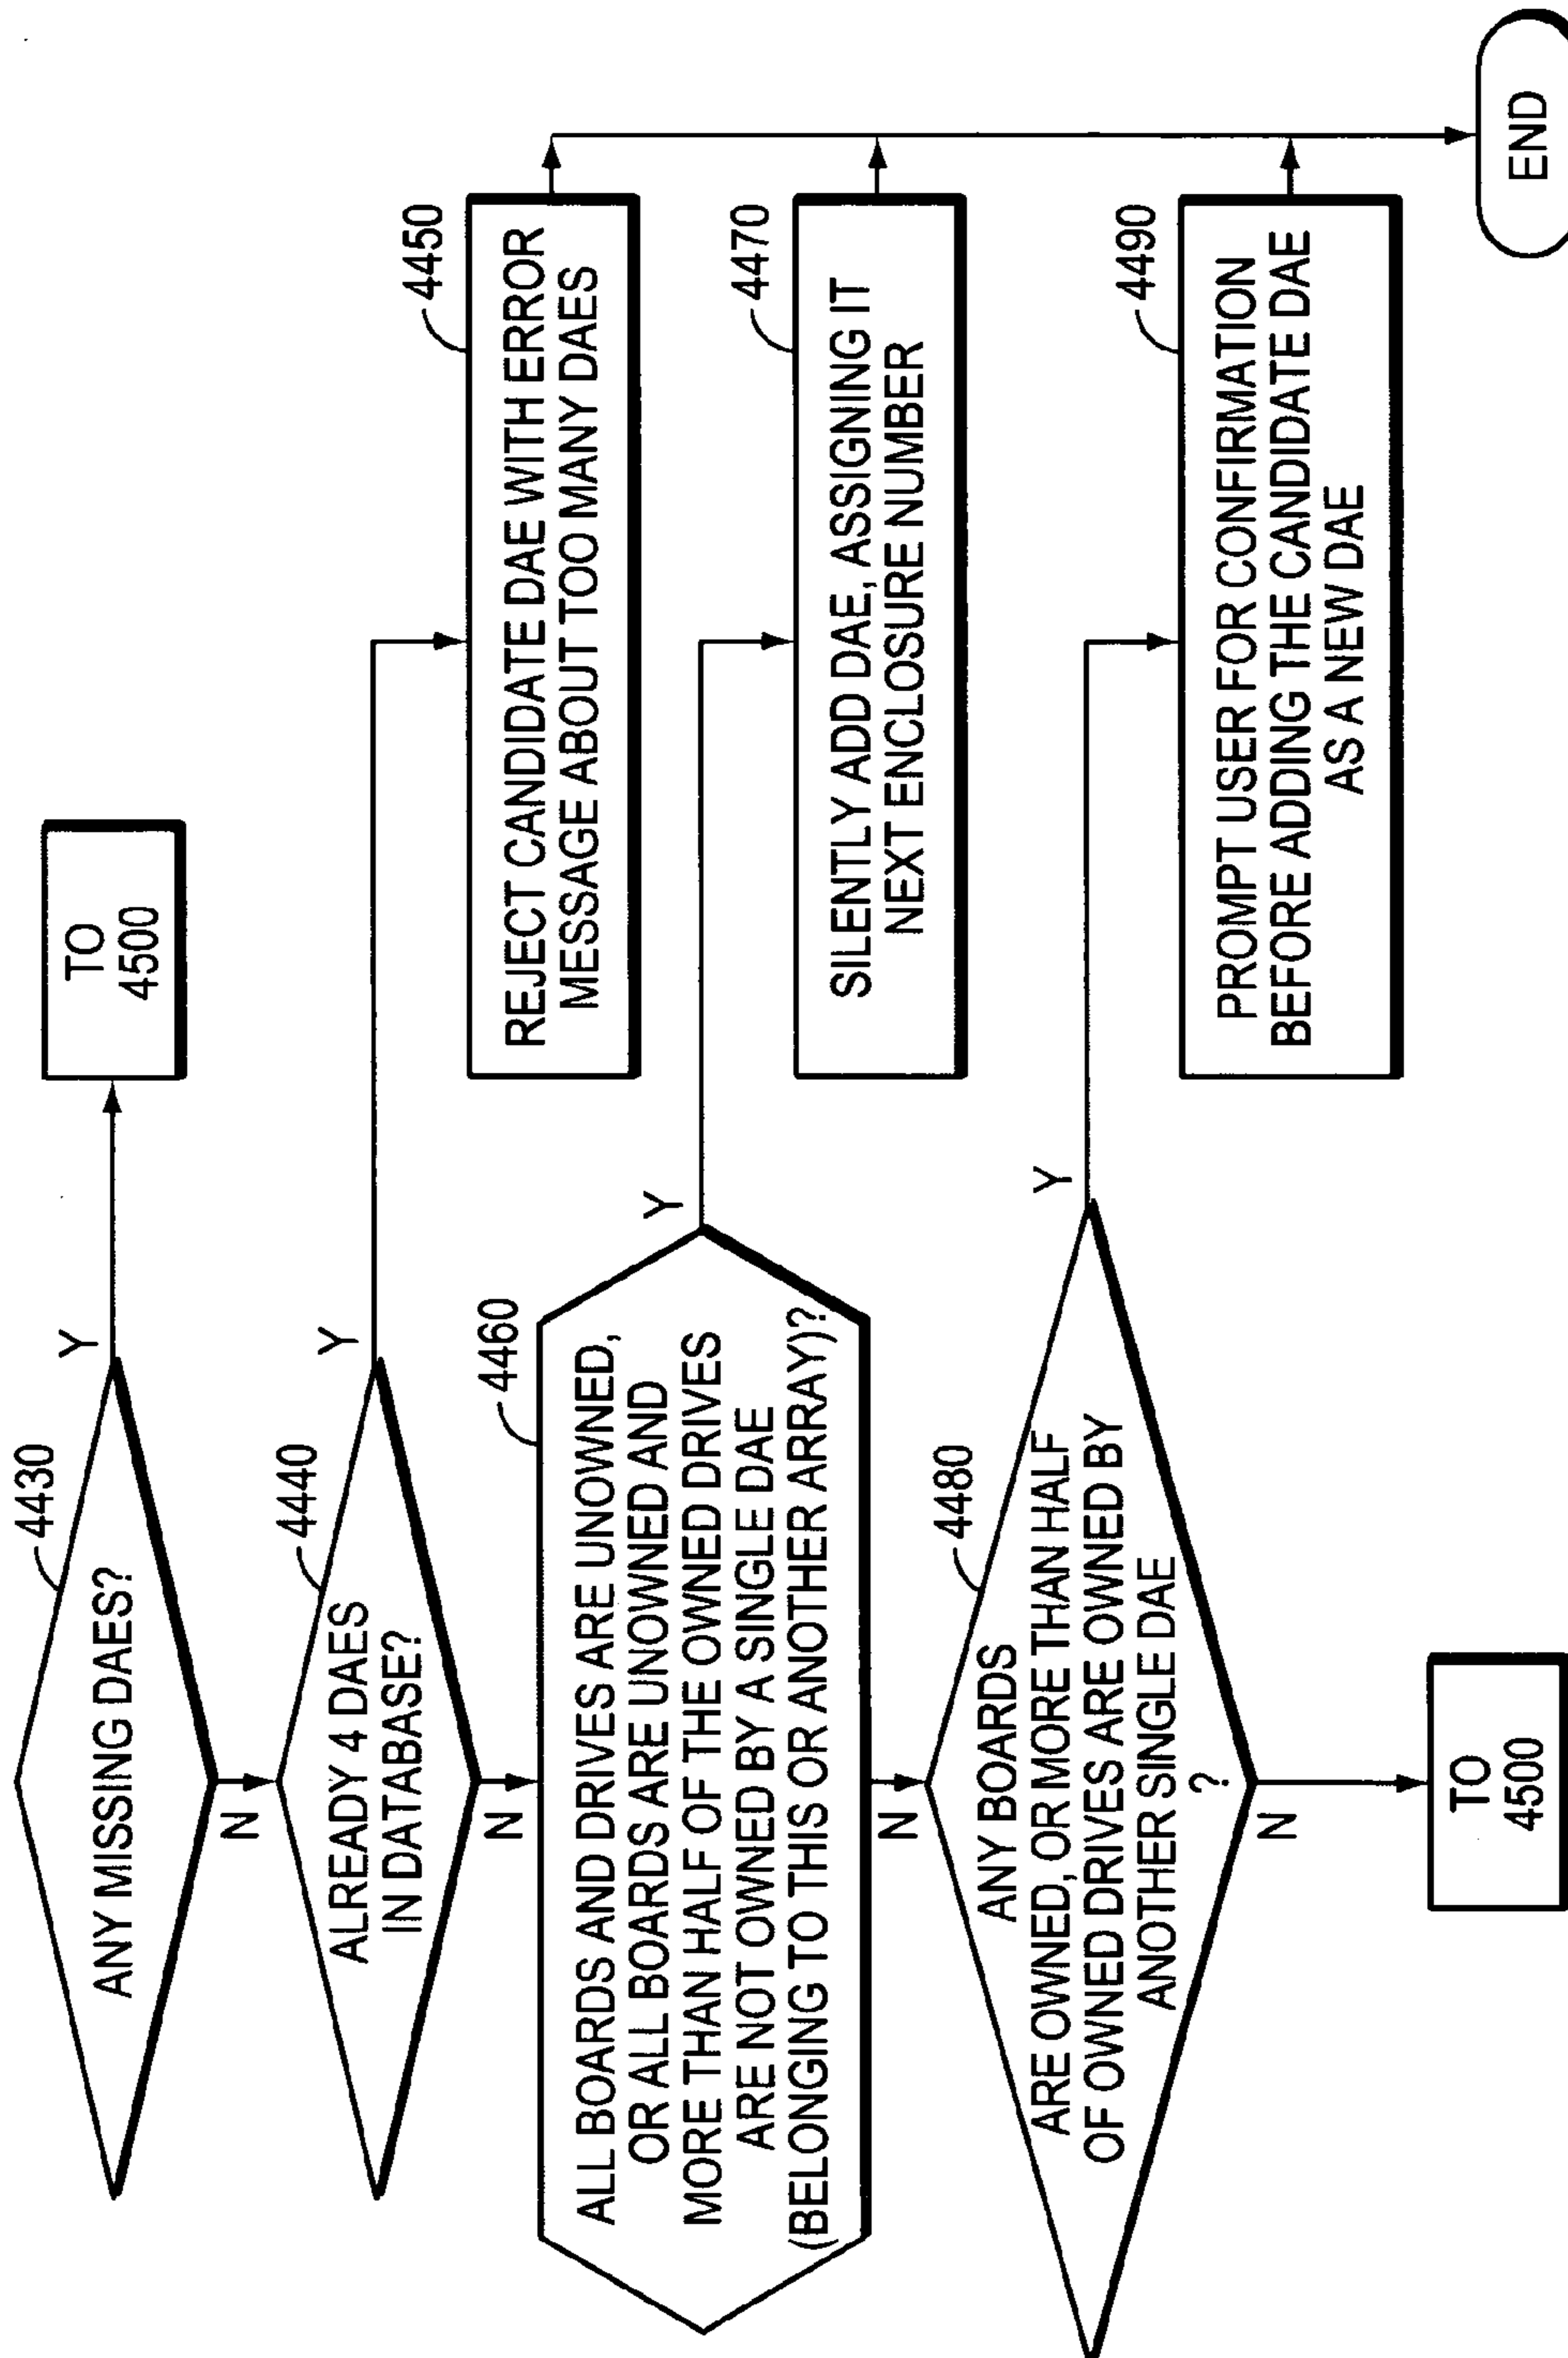 4430
ANY MISSING DAES?
Y
TO
4500
N
4440
ALREADY 4 DAES
IN DATABASE?
Y
4450
REJECT CANDIDATE DAE WITH ERROR
MESSAGE ABOUT TOO MANY DAES
N
4460
ALL BOARDS AND DRIVES ARE UNOWNED,
OR ALL BOARDS ARE UNOWNED AND
MORE THAN HALF OF THE OWNED DRIVES
ARE NOT OWNED BY A SINGLE DAE
(BELONGING TO THIS OR ANOTHER ARRAY)?
Y
4470
SILENTLY ADD DAE, ASSIGNING IT
NEXT ENCLOSURE NUMBER
N
4480
ANY BOARDS
ARE OWNED, OR MORE THAN HALF
OF OWNED DRIVES ARE OWNED BY
ANOTHER SINGLE DAE
?
Y
4490
PROMPT USER FOR CONFIRMATION
BEFORE ADDING THE CANDIDATE DAE
AS A NEW DAE
N
TO
4500
END